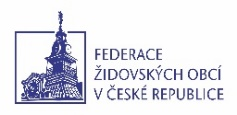 FEDERACE
ŽIDOVSKÝCH OBCÍ
V ČESKÉ REPUBLICE